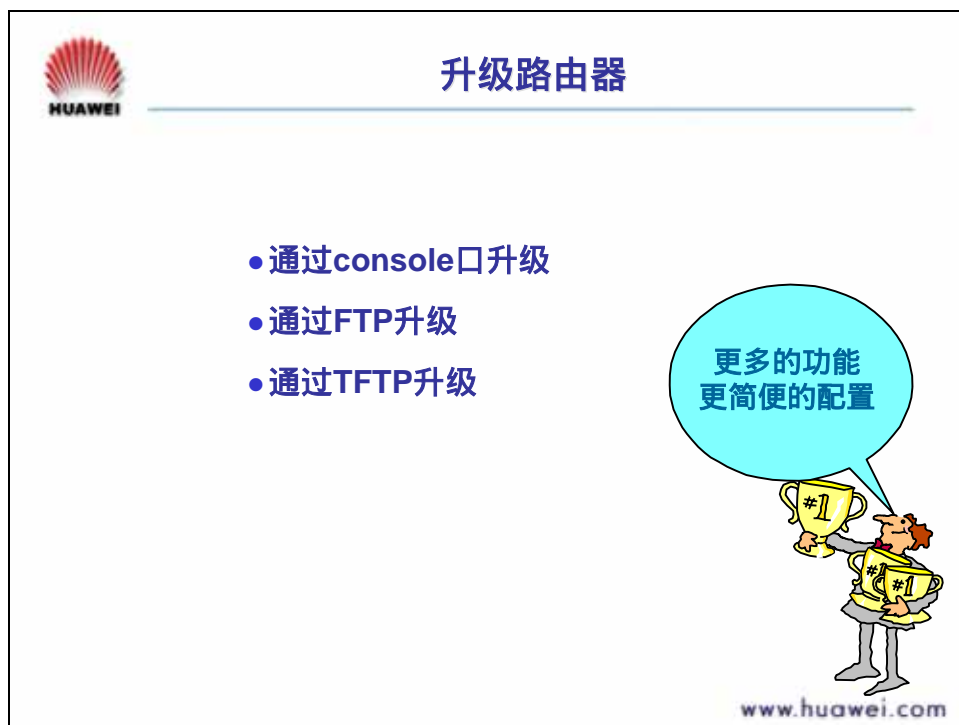 HUAWEI
升级路由器
●通过console口升级
●通过FTP升级
●通过TFTP升级
更多的功能
更简便的配置
#1
#1
#1
www.huawei.com